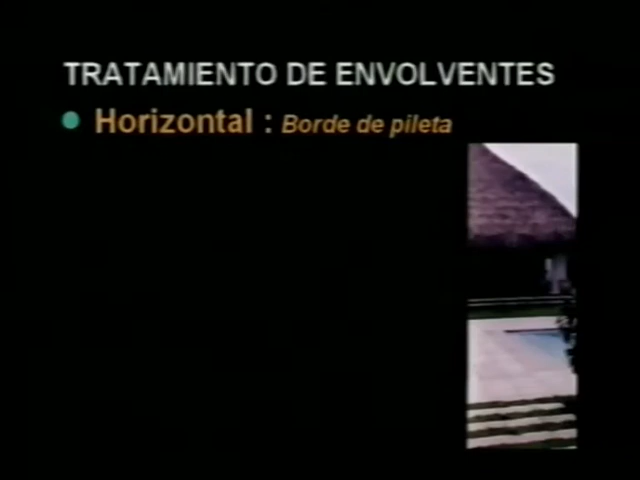 TRATAMIENTO DE ENVOLVENTES
Horizontal : Borde de pileta